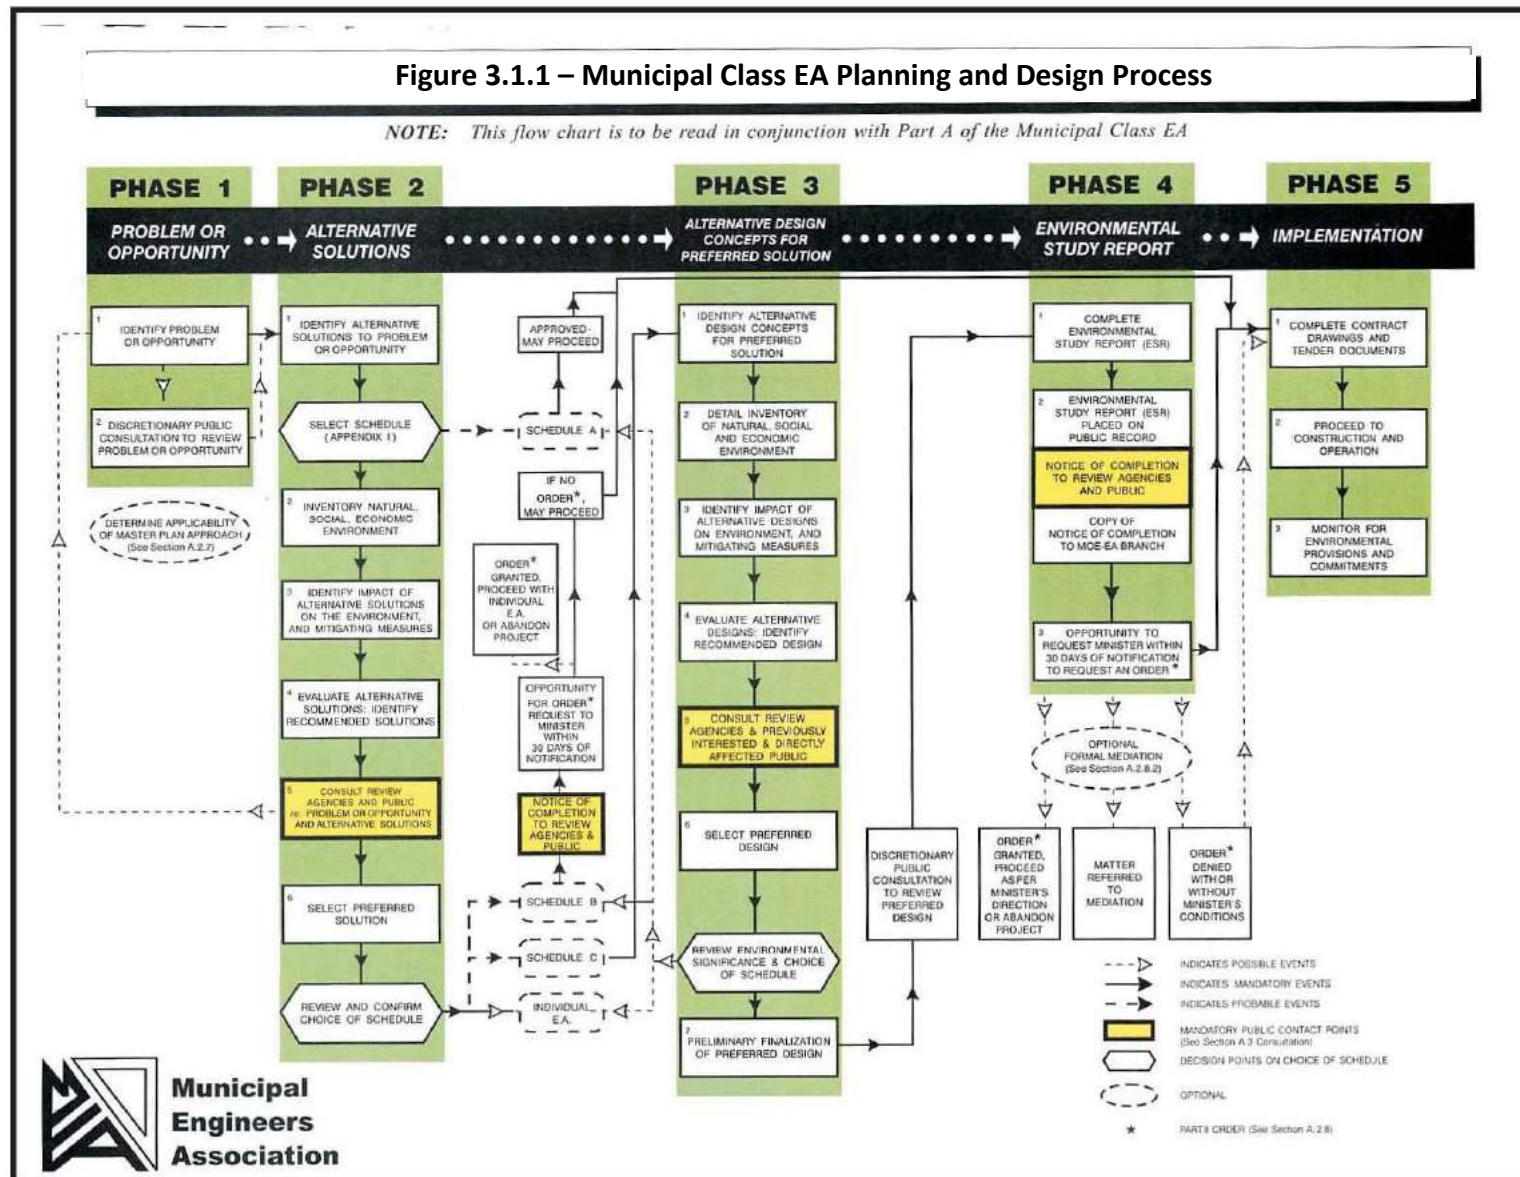 Figure 3.1.1 – Municipal Class EA Planning and Design Process
NOTE: This flow chart is to be read in conjunction with Part A of the Municipal Class EA
PHASE 1
PROBLEM OR
OPPORTUNITY
PHASE 2
ALTERNATIVE
SOLUTIONS
PHASE 3
ALTERNATIVE DESIGN
CONCEPTS FOR
PREFERRED SOLUTION
PHASE 4
ENVIRONMENTAL
STUDY REPORT
PHASE 5
IMPLEMENTATION
1
IDENTIFY PROBLEM
OR OPPORTUNITY
2
DISCRETIONARY PUBLIC
CONSULTATION TO REVIEW
PROBLEM OR OPPORTUNITY
DETERMINE APPLICABILITY
OF MASTER PLAN APPROACH
(See Section A.2.7)
1
IDENTIFY ALTERNATIVE
SOLUTIONS TO PROBLEM
OR OPPORTUNITY
SELECT SCHEDULE
(APPENDIX I)
2
INVENTORY NATURAL,
SOCIAL, ECONOMIC
ENVIRONMENT
3
IDENTIFY IMPACT OF
ALTERNATIVE SOLUTIONS
ON THE ENVIRONMENT,
AND MITIGATING MEASURES
4
EVALUATE ALTERNATIVE
SOLUTIONS: IDENTIFY
RECOMMENDED SOLUTIONS
5
CONSULT REVIEW
AGENCIES AND PUBLIC
re: PROBLEM OR OPPORTUNITY
AND ALTERNATIVE SOLUTIONS
6
SELECT PREFERRED
SOLUTION
REVIEW AND CONFIRM
CHOICE OF SCHEDULE
APPROVED-
MAY PROCEED
SCHEDULE A
IF NO
ORDER*,
MAY PROCEED
ORDER*
GRANTED,
PROCEED WITH
INDIVIDUAL
E.A.
OR ABANDON
PROJECT
OPPORTUNITY
FOR ORDER*
REQUEST TO
MINISTER
WITHIN
30 DAYS OF
NOTIFICATION
NOTICE OF
COMPLETION
TO REVIEW
AGENCIES &
PUBLIC
SCHEDULE B
SCHEDULE C
INDIVIDUAL
E.A.
1
IDENTIFY ALTERNATIVE
DESIGN CONCEPTS
FOR PREFERRED
SOLUTION
2
DETAIL INVENTORY
OF NATURAL, SOCIAL
AND ECONOMIC
ENVIRONMENT
3
IDENTIFY IMPACT OF
ALTERNATIVE DESIGNS
ON ENVIRONMENT, AND
MITIGATING MEASURES
4
EVALUATE ALTERNATIVE
DESIGNS: IDENTIFY
RECOMMENDED DESIGN
5
CONSULT REVIEW
AGENCIES & PREVIOUSLY
INTERESTED & DIRECTLY
AFFECTED PUBLIC
6
SELECT PREFERRED
DESIGN
REVIEW ENVIRONMENTAL
SIGNIFICANCE & CHOICE
OF SCHEDULE
7
PRELIMINARY FINALIZATION
OF PREFERRED DESIGN
DISCRETIONARY
PUBLIC
CONSULTATION
TO REVIEW
PREFERRED
DESIGN
1
COMPLETE
ENVIRONMENTAL
STUDY REPORT (ESR)
2
ENVIRONMENTAL
STUDY REPORT (ESR)
PLACED ON
PUBLIC RECORD
NOTICE OF COMPLETION
TO REVIEW AGENCIES
AND PUBLIC
COPY OF
NOTICE OF COMPLETION
TO MOE-EA BRANCH
3
OPPORTUNITY TO
REQUEST MINISTER WITHIN
30 DAYS OF NOTIFICATION
TO REQUEST AN ORDER*
OPTIONAL
FORMAL MEDIATION
(See Section A.2.8.2)
ORDER*
GRANTED,
PROCEED
AS PER
MINISTER'S
DIRECTION
OR ABANDON
PROJECT
MATTER
REFERRED
TO
MEDIATION
ORDER*
DENIED
WITH OR
WITHOUT
MINISTER'S
CONDITIONS
1
COMPLETE CONTRACT
DRAWINGS AND
TENDER DOCUMENTS
2
PROCEED TO
CONSTRUCTION AND
OPERATION
3
MONITOR FOR
ENVIRONMENTAL
PROVISIONS AND
COMMITMENTS
INDICATES POSSIBLE EVENTS
INDICATES MANDATORY EVENTS
INDICATES PROBABLE EVENTS
MANDATORY PUBLIC CONTACT POINTS
(See Section A.3 Consultation)
DECISION POINTS ON CHOICE OF SCHEDULE
OPTIONAL
* PART II ORDER (See Section A.2.8)
MEA
Municipal
Engineers
Association